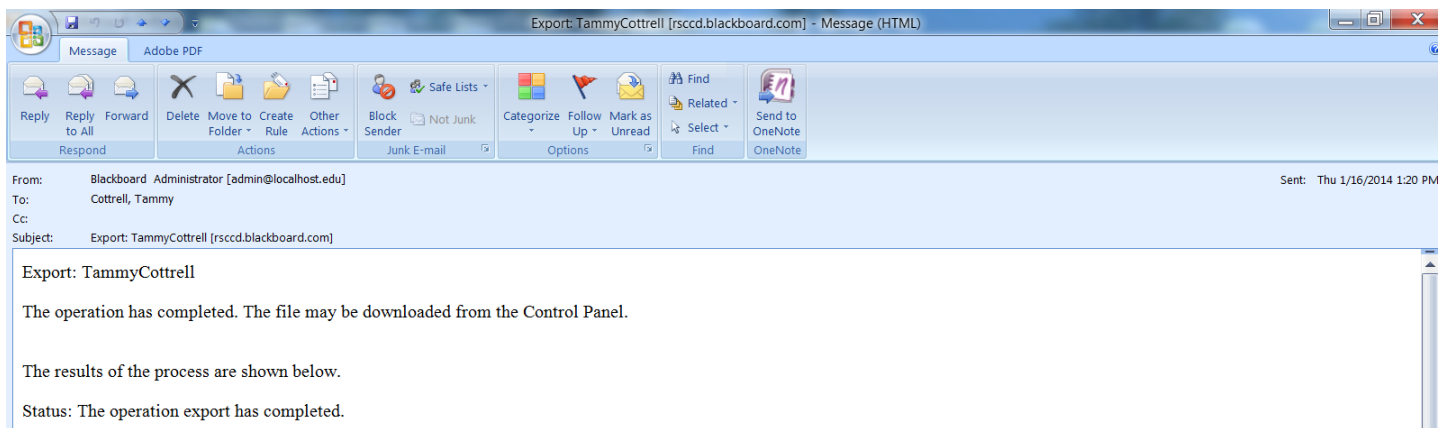 Export: TammyCottrell [rsccd.blackboard.com] - Message (HTML)
Message Adobe PDF
Reply Reply to All Forward Delete Move to Folder Create Rule Other Actions Block Sender Safe Lists Not Junk Categorize Follow Up Mark as Unread Find Related Select Send to OneNote
Respond Actions Junk E-mail Options Find OneNote
From: Blackboard Administrator [admin@localhost.edu] Sent: Thu 1/16/2014 1:20 PM
To: Cottrell, Tammy
Cc:
Subject: Export: TammyCottrell [rsccd.blackboard.com]
Export: TammyCottrell
The operation has completed. The file may be downloaded from the Control Panel.
The results of the process are shown below.
Status: The operation export has completed.